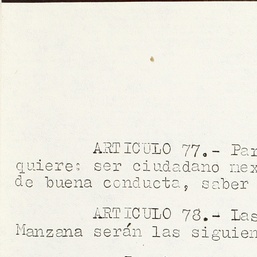 ARTICULO 77.- Par
quiere: ser ciudadano mex
de buena conducta, saber
ARTICULO 78.- Las
Manzana serán las siguien